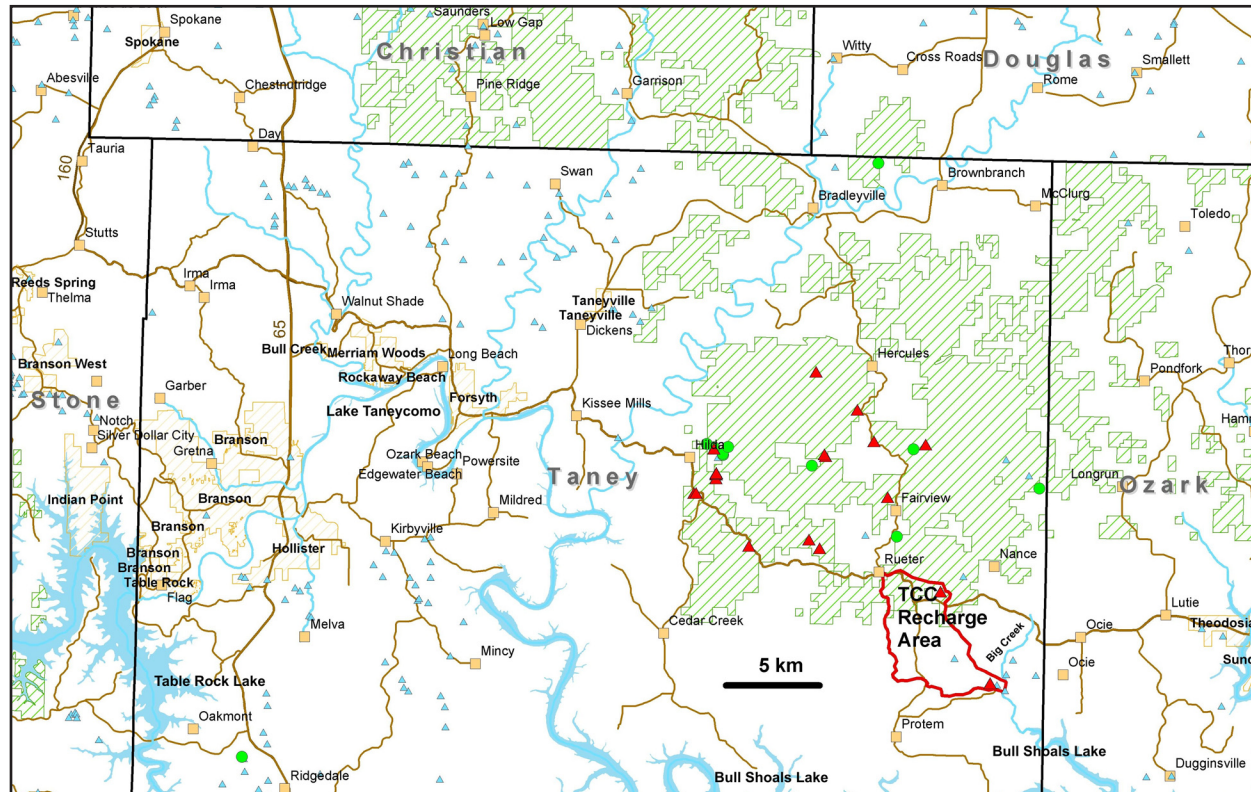 Saunders
Spokane
Low Gap
Spokane
Christian
Witty
Cross Roads
Douglas
Smallett
Rome
Abesville
Chestnutridge
Pine Ridge
Garrison
Day
Tauria
160
Swan
Brownbranch
McClurg
Bradleyville
Toledo
Stutts
Irma
Irma
Reeds Spring
Thelma
Walnut Shade
Taneyville
Taneyville
Dickens
65
Bull Creek
Merriam Woods
Long Beach
Branson West
Rockaway Beach
Hercules
Thor
Pondfork
Garber
Forsyth
Stone
Lake Taneycomo
Kissee Mills
Notch
Silver Dollar City
Branson
Gretna
Hilda
Ham
Ozark Beach
Powersite
Edgewater Beach
Taney
Longrun
Ozark
Indian Point
Branson
Mildred
Fairview
Branson
Kirbyville
Hollister
Branson
Branson
Table Rock
Flag
Rueter
Nance
TCC
Recharge
Area
Big Creek
Lutie
Theodosia
Melva
Cedar Creek
Ocie
Mincy
Ocie
Sund
5 km
Table Rock Lake
Oakmont
Protem
Bull Shoals Lake
Bull Shoals Lake
Dugginsville
Ridgedale